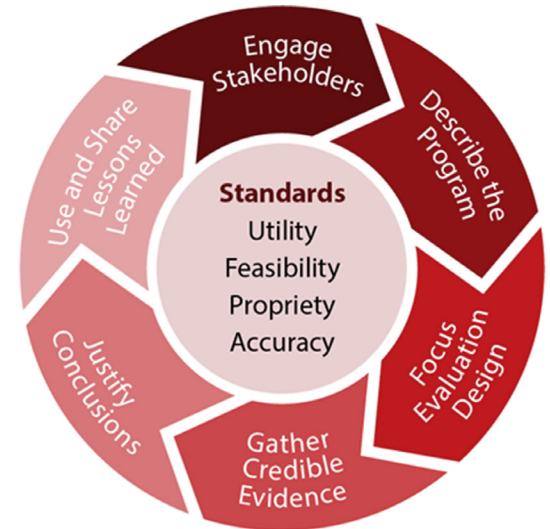 Engage
Stakeholders
Describe the
Program
Focus
Evaluation
Design
Gather
Credible
Evidence
Justify
Conclusions
Use and Share
Lessons
Learned
Standards
Utility
Feasibility
Propriety
Accuracy